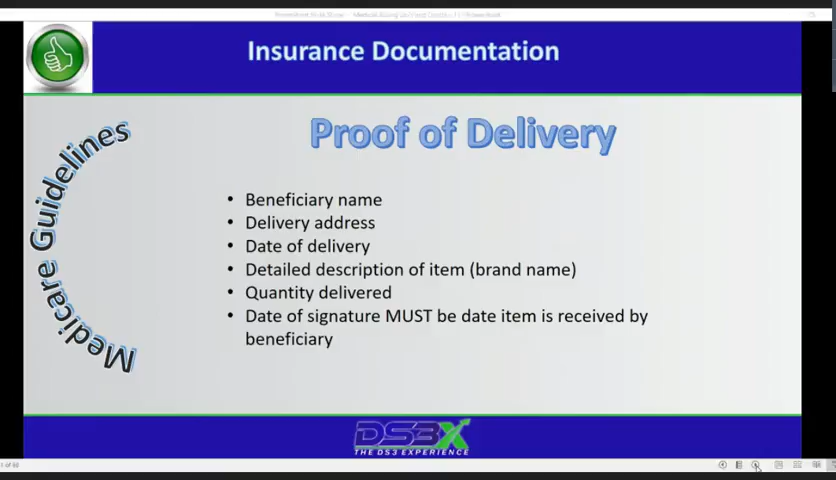 Insurance Documentation
Medicare Guidelines
Proof of Delivery
• Beneficiary name
• Delivery address
• Date of delivery
• Detailed description of item (brand name)
• Quantity delivered
• Date of signature MUST be date item is received by
beneficiary
DS3X
THE DS3 EXPERIENCE